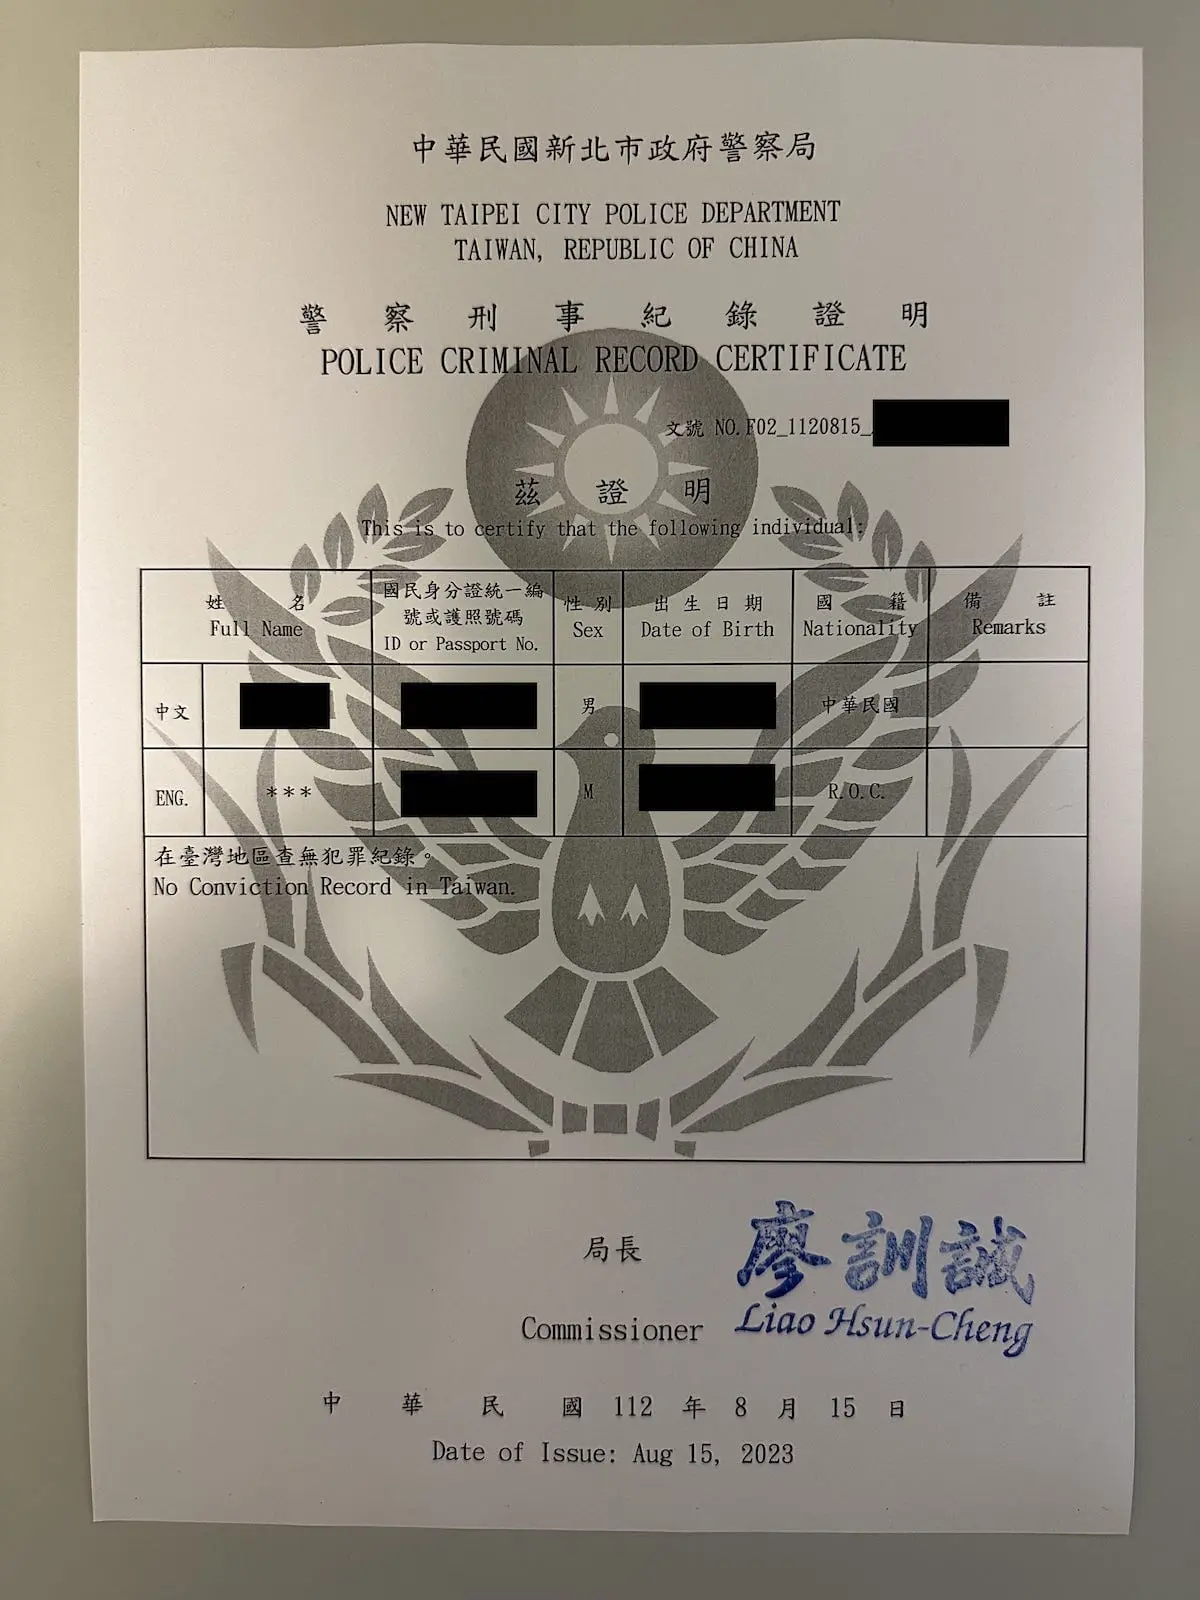 中華民國新北市政府警察局
NEW TAIPEI CITY POLICE DEPARTMENT
TAIWAN, REPUBLIC OF CHINA
警察刑事紀錄證明
POLICE CRIMINAL RECORD CERTIFICATE
文號 NO.F02_1120815_
茲證明
This is to certify that the following individual:
姓名
Full Name
國民身分證統一編
號或護照號碼
ID or Passport No.
性別
Sex
出生日期
Date of Birth
國籍
Nationality
備註
Remarks
中文
男
中華民國
ENG.
***
M
R.O.C.
在臺灣地區查無犯罪紀錄。
No Conviction Record in Taiwan.
局長
廖訓誠
Commissioner
Liao Hsun-Cheng
中華民國 112 年 8 月 15 日
Date of Issue: Aug 15, 2023